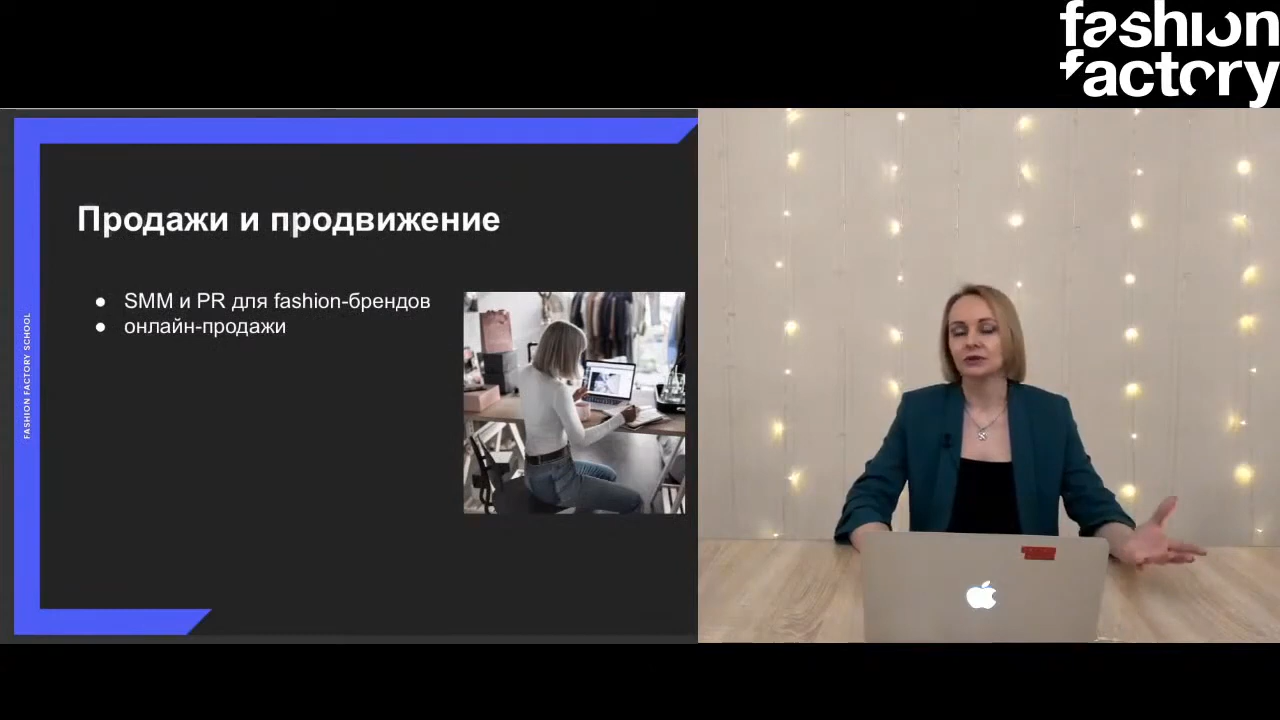 fashion
factory
Продажи и продвижение
● SMM и PR для fashion-брендов
● онлайн-продажи
FASHION FACTORY SCHOOL